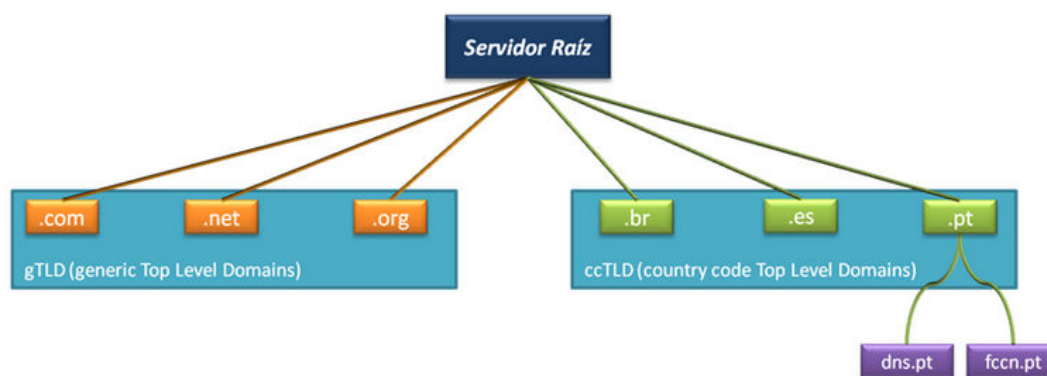 Servidor Raíz
.com
.net
.org
gTLD (generic Top Level Domains)
.br
.es
.pt
ccTLD (country code Top Level Domains)
dns.pt
fccn.pt